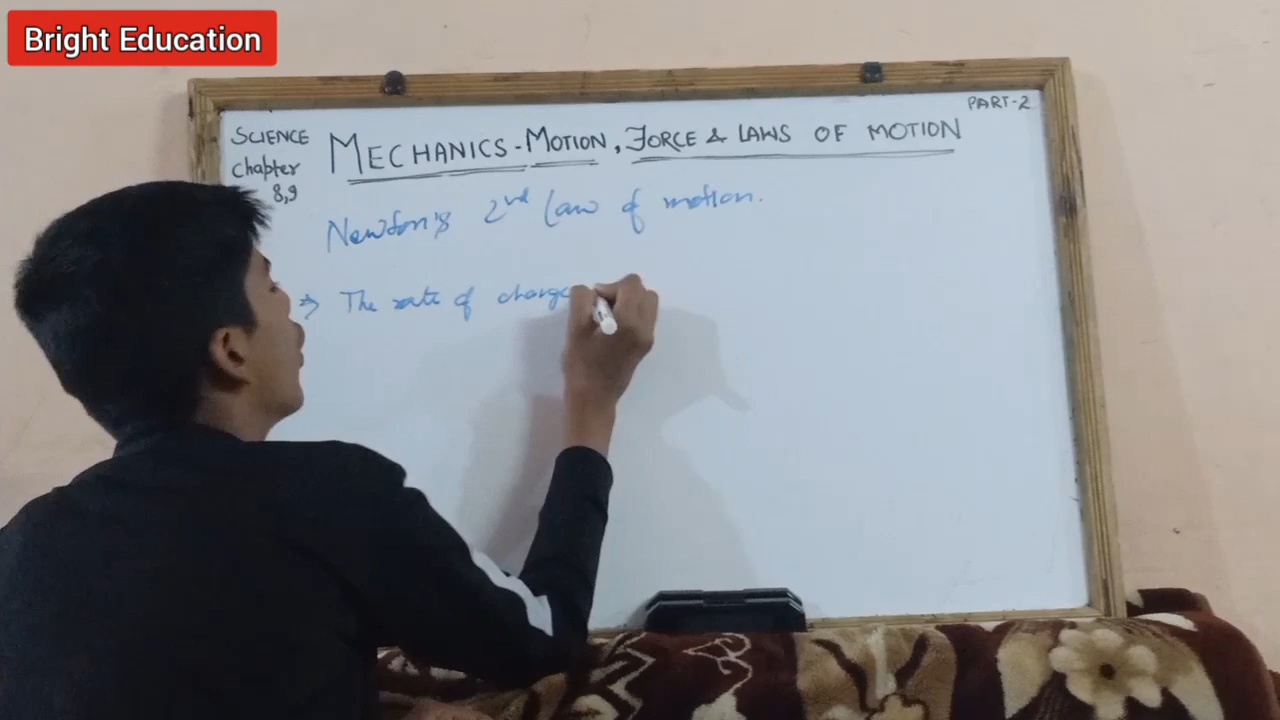 Bright Education
PART-2
SCIENCE
Chapter
8,9
MECHANICS - MOTION, FORCE & LAWS OF MOTION
Newton's 2nd law of motion.
⇒ The rate of change